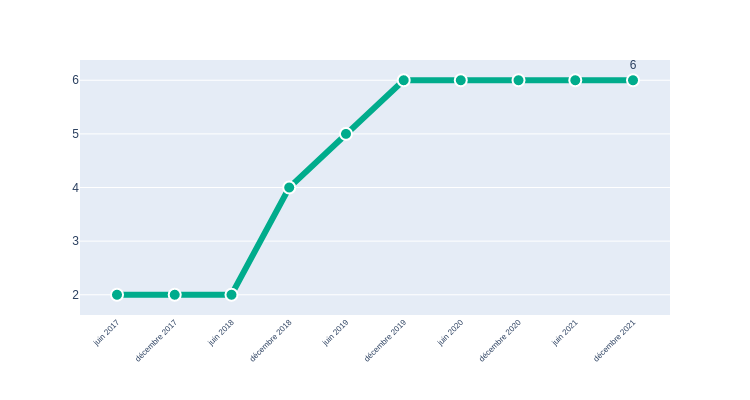 6
6
5
4
3
2
juin 2017
décembre 2017
juin 2018
décembre 2018
juin 2019
décembre 2019
juin 2020
décembre 2020
juin 2021
décembre 2021